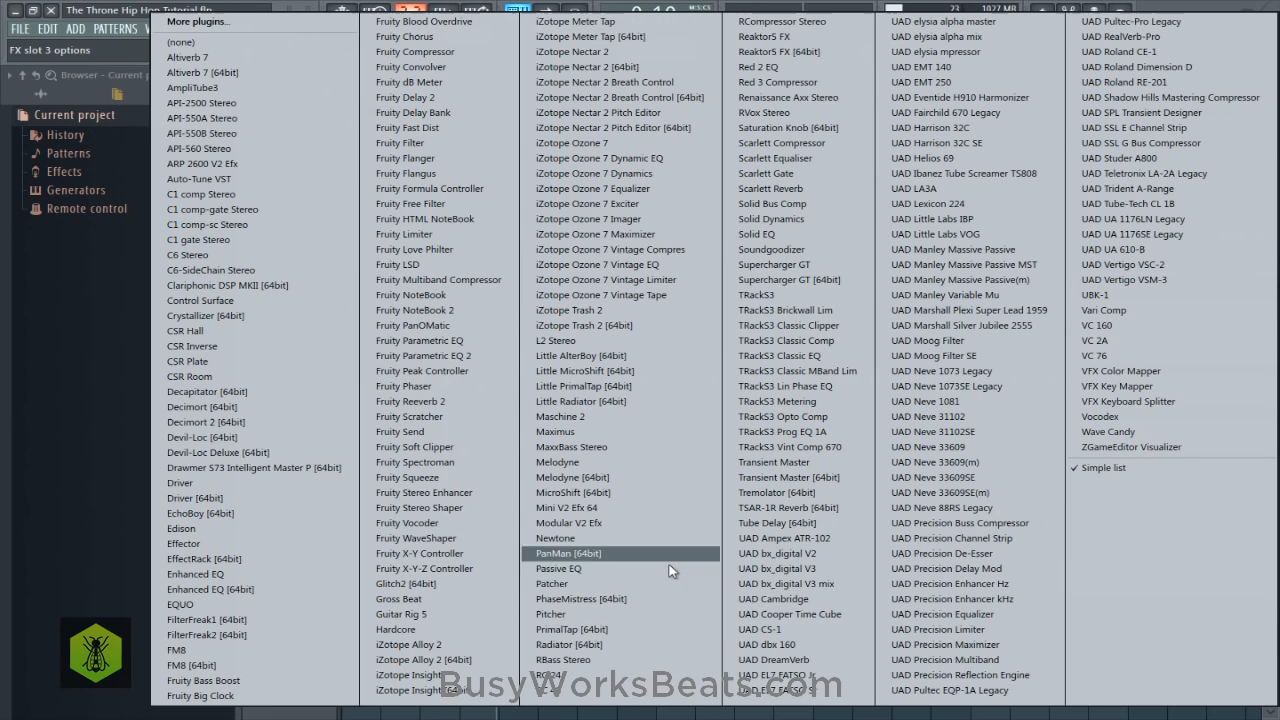 The Throne Hip Hop Tutorial.flp
FILE EDIT ADD PATTERNS
FX slot 3 options
Browser - Current p
Current project
History
Patterns
Effects
Generators
Remote control
23
1027 MB
More plugins...
(none)
Altiverb 7
Altiverb 7 [64bit]
AmpliTube3
API-2500 Stereo
API-550A Stereo
API-550B Stereo
API-560 Stereo
ARP 2600 V2 Efx
Auto-Tune VST
C1 comp Stereo
C1 comp-gate Stereo
C1 comp-sc Stereo
C1 gate Stereo
C6 Stereo
C6-SideChain Stereo
Clariphonic DSP MKII [64bit]
Control Surface
Crystallizer [64bit]
CSR Hall
CSR Inverse
CSR Plate
CSR Room
Decapitator [64bit]
Decimort [64bit]
Decimort 2 [64bit]
Devil-Loc [64bit]
Devil-Loc Deluxe [64bit]
Drawmer S73 Intelligent Master P [64bit]
Driver
Driver [64bit]
EchoBoy [64bit]
Edison
Effector
EffectRack [64bit]
Enhanced EQ
Enhanced EQ [64bit]
EQUO
FilterFreak1 [64bit]
FilterFreak2 [64bit]
FM8
FM8 [64bit]
Fruity Bass Boost
Fruity Big Clock
Fruity Blood Overdrive
Fruity Chorus
Fruity Compressor
Fruity Convolver
Fruity dB Meter
Fruity Delay 2
Fruity Delay Bank
Fruity Fast Dist
Fruity Filter
Fruity Flanger
Fruity Flangus
Fruity Formula Controller
Fruity Free Filter
Fruity HTML NoteBook
Fruity Limiter
Fruity Love Philter
Fruity LSD
Fruity Multiband Compressor
Fruity NoteBook
Fruity NoteBook 2
Fruity PanOMatic
Fruity Parametric EQ
Fruity Parametric EQ 2
Fruity Peak Controller
Fruity Phaser
Fruity Reeverb 2
Fruity Scratcher
Fruity Send
Fruity Soft Clipper
Fruity Spectroman
Fruity Squeeze
Fruity Stereo Enhancer
Fruity Stereo Shaper
Fruity Vocoder
Fruity WaveShaper
Fruity X-Y Controller
Fruity X-Y-Z Controller
Glitch2 [64bit]
Gross Beat
Guitar Rig 5
Hardcore
iZotope Alloy 2
iZotope Alloy 2 [64bit]
iZotope Insight
iZotope Insight [64bit]
iZotope Meter Tap
iZotope Meter Tap [64bit]
iZotope Nectar 2
iZotope Nectar 2 [64bit]
iZotope Nectar 2 Breath Control
iZotope Nectar 2 Breath Control [64bit]
iZotope Nectar 2 Pitch Editor
iZotope Nectar 2 Pitch Editor [64bit]
iZotope Ozone 7
iZotope Ozone 7 Dynamic EQ
iZotope Ozone 7 Dynamics
iZotope Ozone 7 Equalizer
iZotope Ozone 7 Exciter
iZotope Ozone 7 Imager
iZotope Ozone 7 Maximizer
iZotope Ozone 7 Vintage Compres
iZotope Ozone 7 Vintage EQ
iZotope Ozone 7 Vintage Limiter
iZotope Ozone 7 Vintage Tape
iZotope Trash 2
iZotope Trash 2 [64bit]
L2 Stereo
Little AlterBoy [64bit]
Little MicroShift [64bit]
Little PrimalTap [64bit]
Little Radiator [64bit]
Maschine 2
Maximus
MaxxBass Stereo
Melodyne
Melodyne [64bit]
MicroShift [64bit]
Mini V2 Efx 64
Modular V2 Efx
Newtone
PanMan [64bit]
Passive EQ
Patcher
PhaseMistress [64bit]
Pitcher
PrimalTap [64bit]
Radiator [64bit]
RBass Stereo
RCompressor Stereo
Reaktor5 FX
Reaktor5 FX [64bit]
Red 2 EQ
Red 3 Compressor
Renaissance Axx Stereo
RVox Stereo
Saturation Knob [64bit]
Scarlett Compressor
Scarlett Equaliser
Scarlett Gate
Scarlett Reverb
Solid Bus Comp
Solid Dynamics
Solid EQ
Soundgoodizer
Supercharger GT
Supercharger GT [64bit]
TRackS3
TRackS3 Brickwall Lim
TRackS3 Classic Clipper
TRackS3 Classic Comp
TRackS3 Classic EQ
TRackS3 Classic MBand Lim
TRackS3 Lin Phase EQ
TRackS3 Metering
TRackS3 Opto Comp
TRackS3 Prog EQ 1A
TRackS3 Vint Comp 670
Transient Master
Transient Master [64bit]
Tremolator [64bit]
TSAR-1R Reverb [64bit]
Tube Delay [64bit]
UAD Ampex ATR-102
UAD bx_digital V2
UAD bx_digital V3
UAD bx_digital V3 mix
UAD Cambridge
UAD Cooper Time Cube
UAD CS-1
UAD dbx 160
UAD DreamVerb
UAD EL7 FATSO Jr
UAD EL7 FATSO Sr
UAD elysia alpha master
UAD elysia alpha mix
UAD elysia mpressor
UAD EMT 140
UAD EMT 250
UAD Eventide H910 Harmonizer
UAD Fairchild 670 Legacy
UAD Harrison 32C
UAD Harrison 32C SE
UAD Helios 69
UAD Ibanez Tube Screamer TS808
UAD LA3A
UAD Lexicon 224
UAD Little Labs IBP
UAD Little Labs VOG
UAD Manley Massive Passive
UAD Manley Massive Passive MST
UAD Manley Massive Passive(m)
UAD Manley Variable Mu
UAD Marshall Plexi Super Lead 1959
UAD Marshall Silver Jubilee 2555
UAD Moog Filter
UAD Moog Filter SE
UAD Neve 1073 Legacy
UAD Neve 1073SE Legacy
UAD Neve 1081
UAD Neve 31102
UAD Neve 31102SE
UAD Neve 33609
UAD Neve 33609(m)
UAD Neve 33609SE
UAD Neve 33609SE(m)
UAD Neve 88RS Legacy
UAD Precision Buss Compressor
UAD Precision Channel Strip
UAD Precision De-Esser
UAD Precision Delay Mod
UAD Precision Enhancer Hz
UAD Precision Enhancer kHz
UAD Precision Equalizer
UAD Precision Limiter
UAD Precision Maximizer
UAD Precision Multiband
UAD Precision Reflection Engine
UAD Pultec EQP-1A Legacy
UAD Pultec-Pro Legacy
UAD RealVerb-Pro
UAD Roland CE-1
UAD Roland Dimension D
UAD Roland RE-201
UAD Shadow Hills Mastering Compressor
UAD SPL Transient Designer
UAD SSL E Channel Strip
UAD SSL G Bus Compressor
UAD Studer A800
UAD Teletronix LA-2A Legacy
UAD Trident A-Range
UAD Tube-Tech CL 1B
UAD UA 1176LN Legacy
UAD UA 1176SE Legacy
UAD UA 610-B
UAD Vertigo VSC-2
UAD Vertigo VSM-3
UBK-1
Vari Comp
VC 160
VC 2A
VC 76
VFX Color Mapper
VFX Key Mapper
VFX Keyboard Splitter
Vocodex
Wave Candy
ZGameEditor Visualizer
Simple list
BusyWorksBeats.com